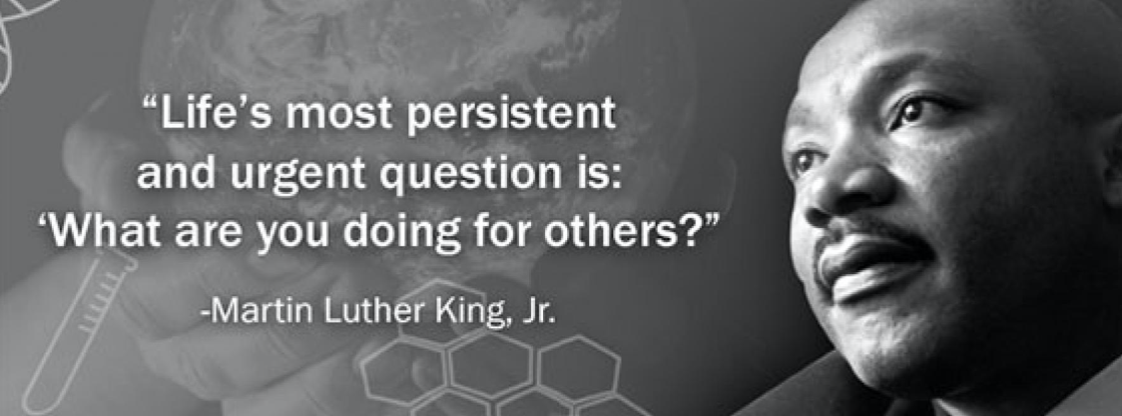 “Life’s most persistent
and urgent question is:
‘What are you doing for others?”
-Martin Luther King, Jr.